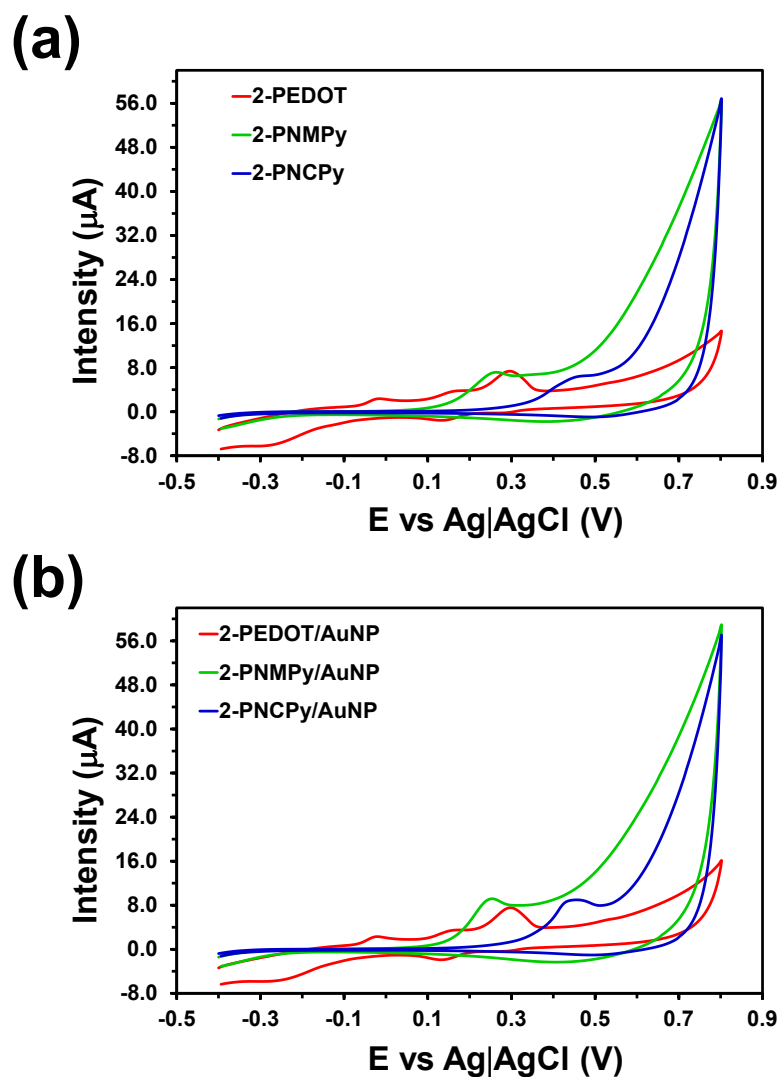 (a)
2-PEDOT
2-PNMPy
2-PNCPy
56.0
48.0
40.0
32.0
24.0
16.0
8.0
0.0
-8.0
Intensity (μA)
-0.5 -0.3 -0.1 0.1 0.3 0.5 0.7 0.9
E vs Ag|AgCl (V)
(b)
2-PEDOT/AuNP
2-PNMPy/AuNP
2-PNCPy/AuNP
56.0
48.0
40.0
32.0
24.0
16.0
8.0
0.0
-8.0
Intensity (μA)
-0.5 -0.3 -0.1 0.1 0.3 0.5 0.7 0.9
E vs Ag|AgCl (V)